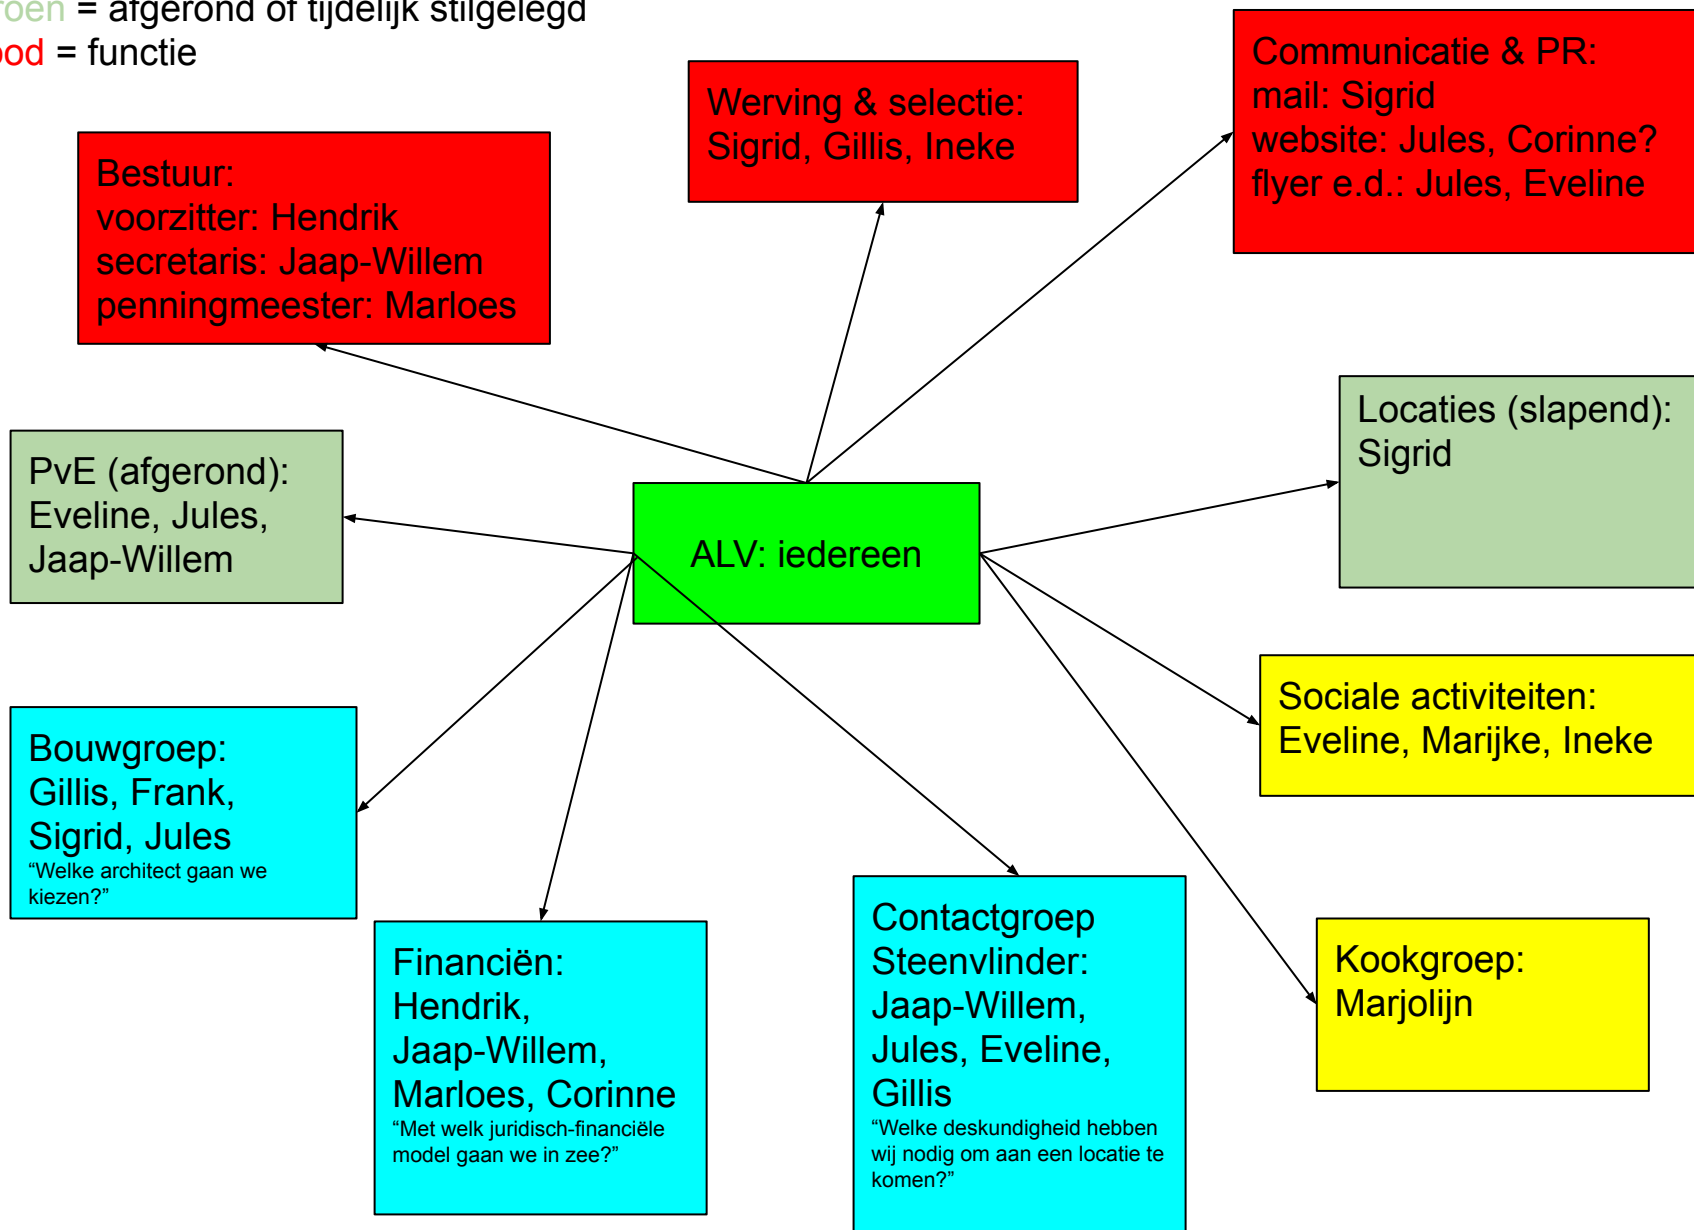 = afgerond of tijdelijk stilgelegd
= functie
Werving & selectie:
Sigrid, Gillis, Ineke
Communicatie & PR:
mail: Sigrid
website: Jules, Corinne?
flyer e.d.: Jules, Eveline
Bestuur:
voorzitter: Hendrik
secretaris: Jaap-Willem
penningmeester: Marloes
Locaties (slapend):
Sigrid
PvE (afgerond):
Eveline, Jules,
Jaap-Willem
ALV: iedereen
Sociale activiteiten:
Eveline, Marijke, Ineke
Bouwgroep:
Gillis, Frank,
Sigrid, Jules
“Welke architect gaan we
kiezen?”
Financiën:
Hendrik,
Jaap-Willem,
Marloes, Corinne
“Met welk juridisch-financiële
model gaan we in zee?”
Contactgroep
Steenvlinder:
Jaap-Willem,
Jules, Eveline,
Gillis
“Welke deskundigheid hebben
wij nodig om aan een locatie te
komen?”
Kookgroep:
Marjolijn